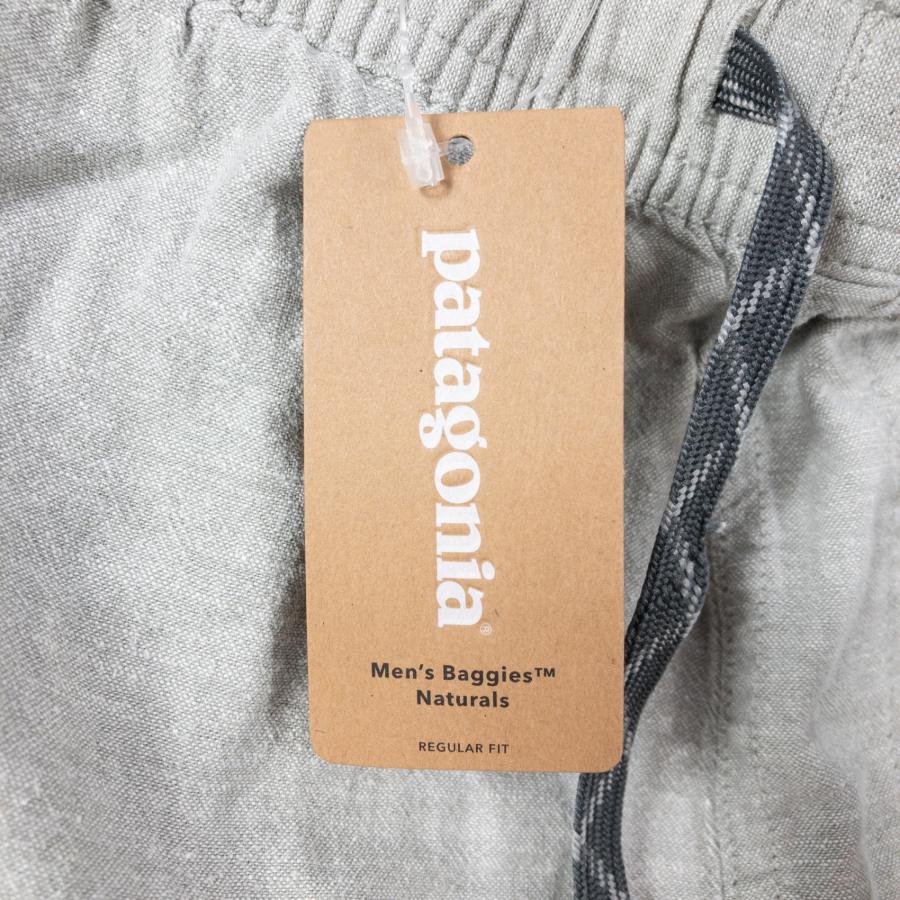 patagonia®
Men's Baggies™
Naturals
REGULAR FIT